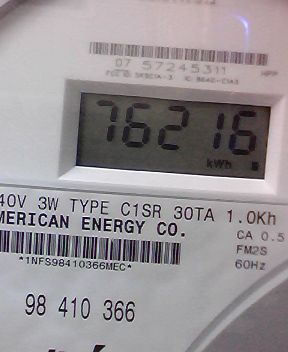 07 57245311 HPP
76216
kWh
40V 3W TYPE C1SR 30TA 1.0Kh
MERICAN ENERGY CO.
CA 0.5
FM2S
*1NFS98410366MEC*
60Hz
98 410 366